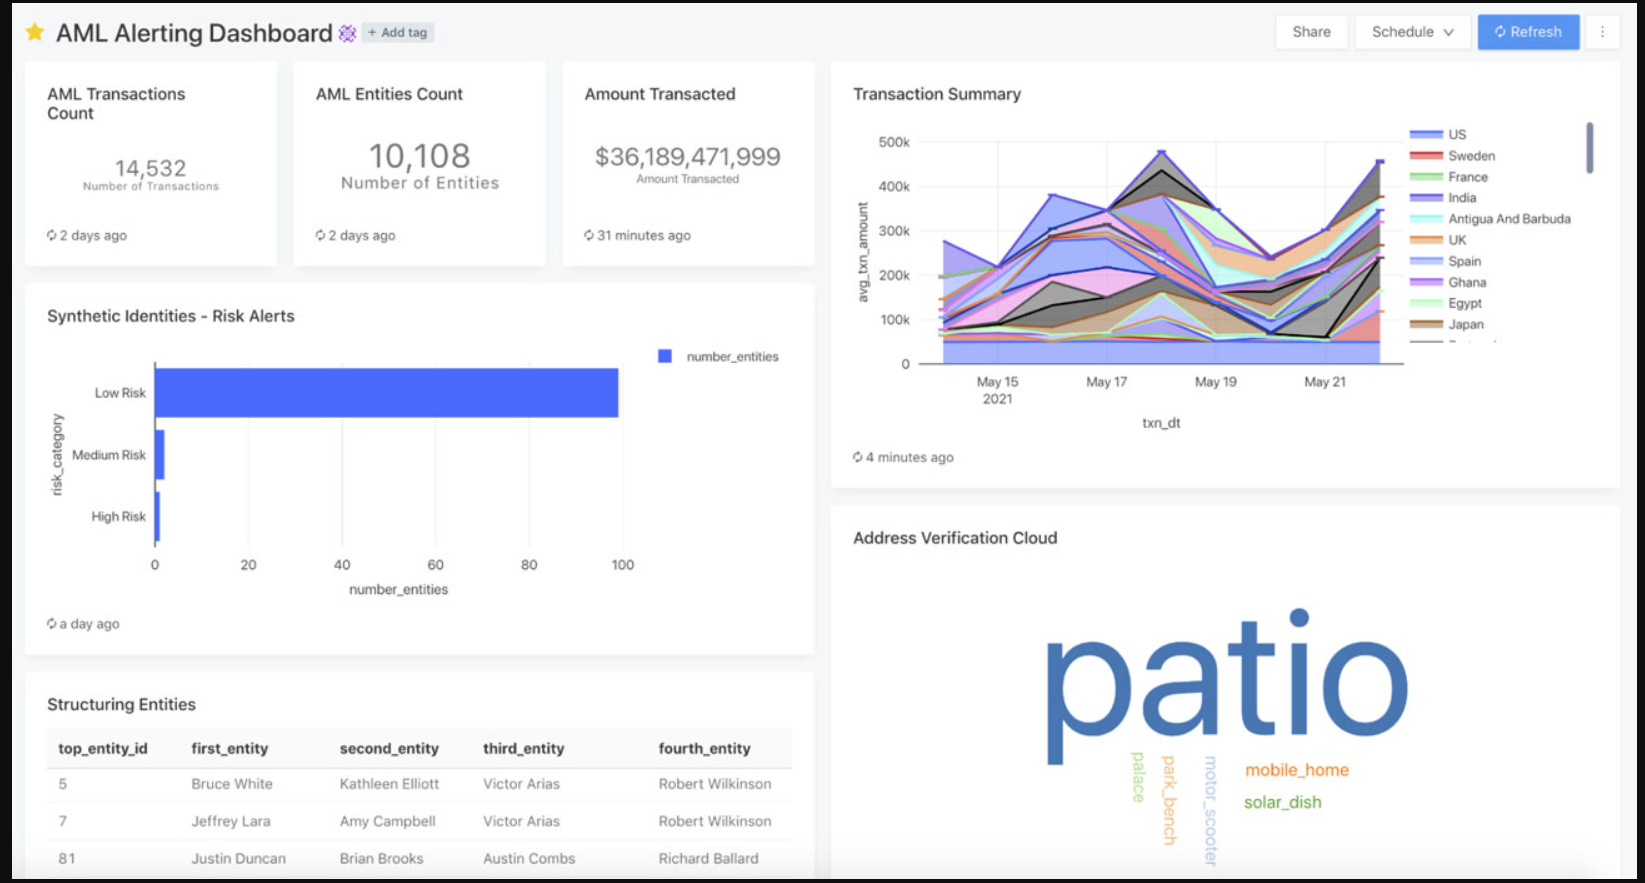 AML Alerting Dashboard
+ Add tag
Share
Schedule
Refresh
AML Transactions
Count
14,532
Number of Transactions
2 days ago
AML Entities Count
10,108
Number of Entities
2 days ago
Amount Transacted
$36,189,471,999
Amount Transacted
31 minutes ago
Transaction Summary
avg_txn_amount
500k
400k
300k
200k
100k
0
May 15
2021
May 17
May 19
May 21
txn_dt
US
Sweden
France
India
Antigua And Barbuda
UK
Spain
Ghana
Egypt
Japan
4 minutes ago
Synthetic Identities - Risk Alerts
number_entities
risk_category
Low Risk
Medium Risk
High Risk
0 20 40 60 80 100
number_entities
a day ago
Structuring Entities
top_entity_id first_entity second_entity third_entity fourth_entity
5 Bruce White Kathleen Elliott Victor Arias Robert Wilkinson
7 Jeffrey Lara Amy Campbell Victor Arias Robert Wilkinson
81 Justin Duncan Brian Brooks Austin Combs Richard Ballard
Address Verification Cloud
patio
palace
park_bench
motor_scooter
mobile_home
solar_dish